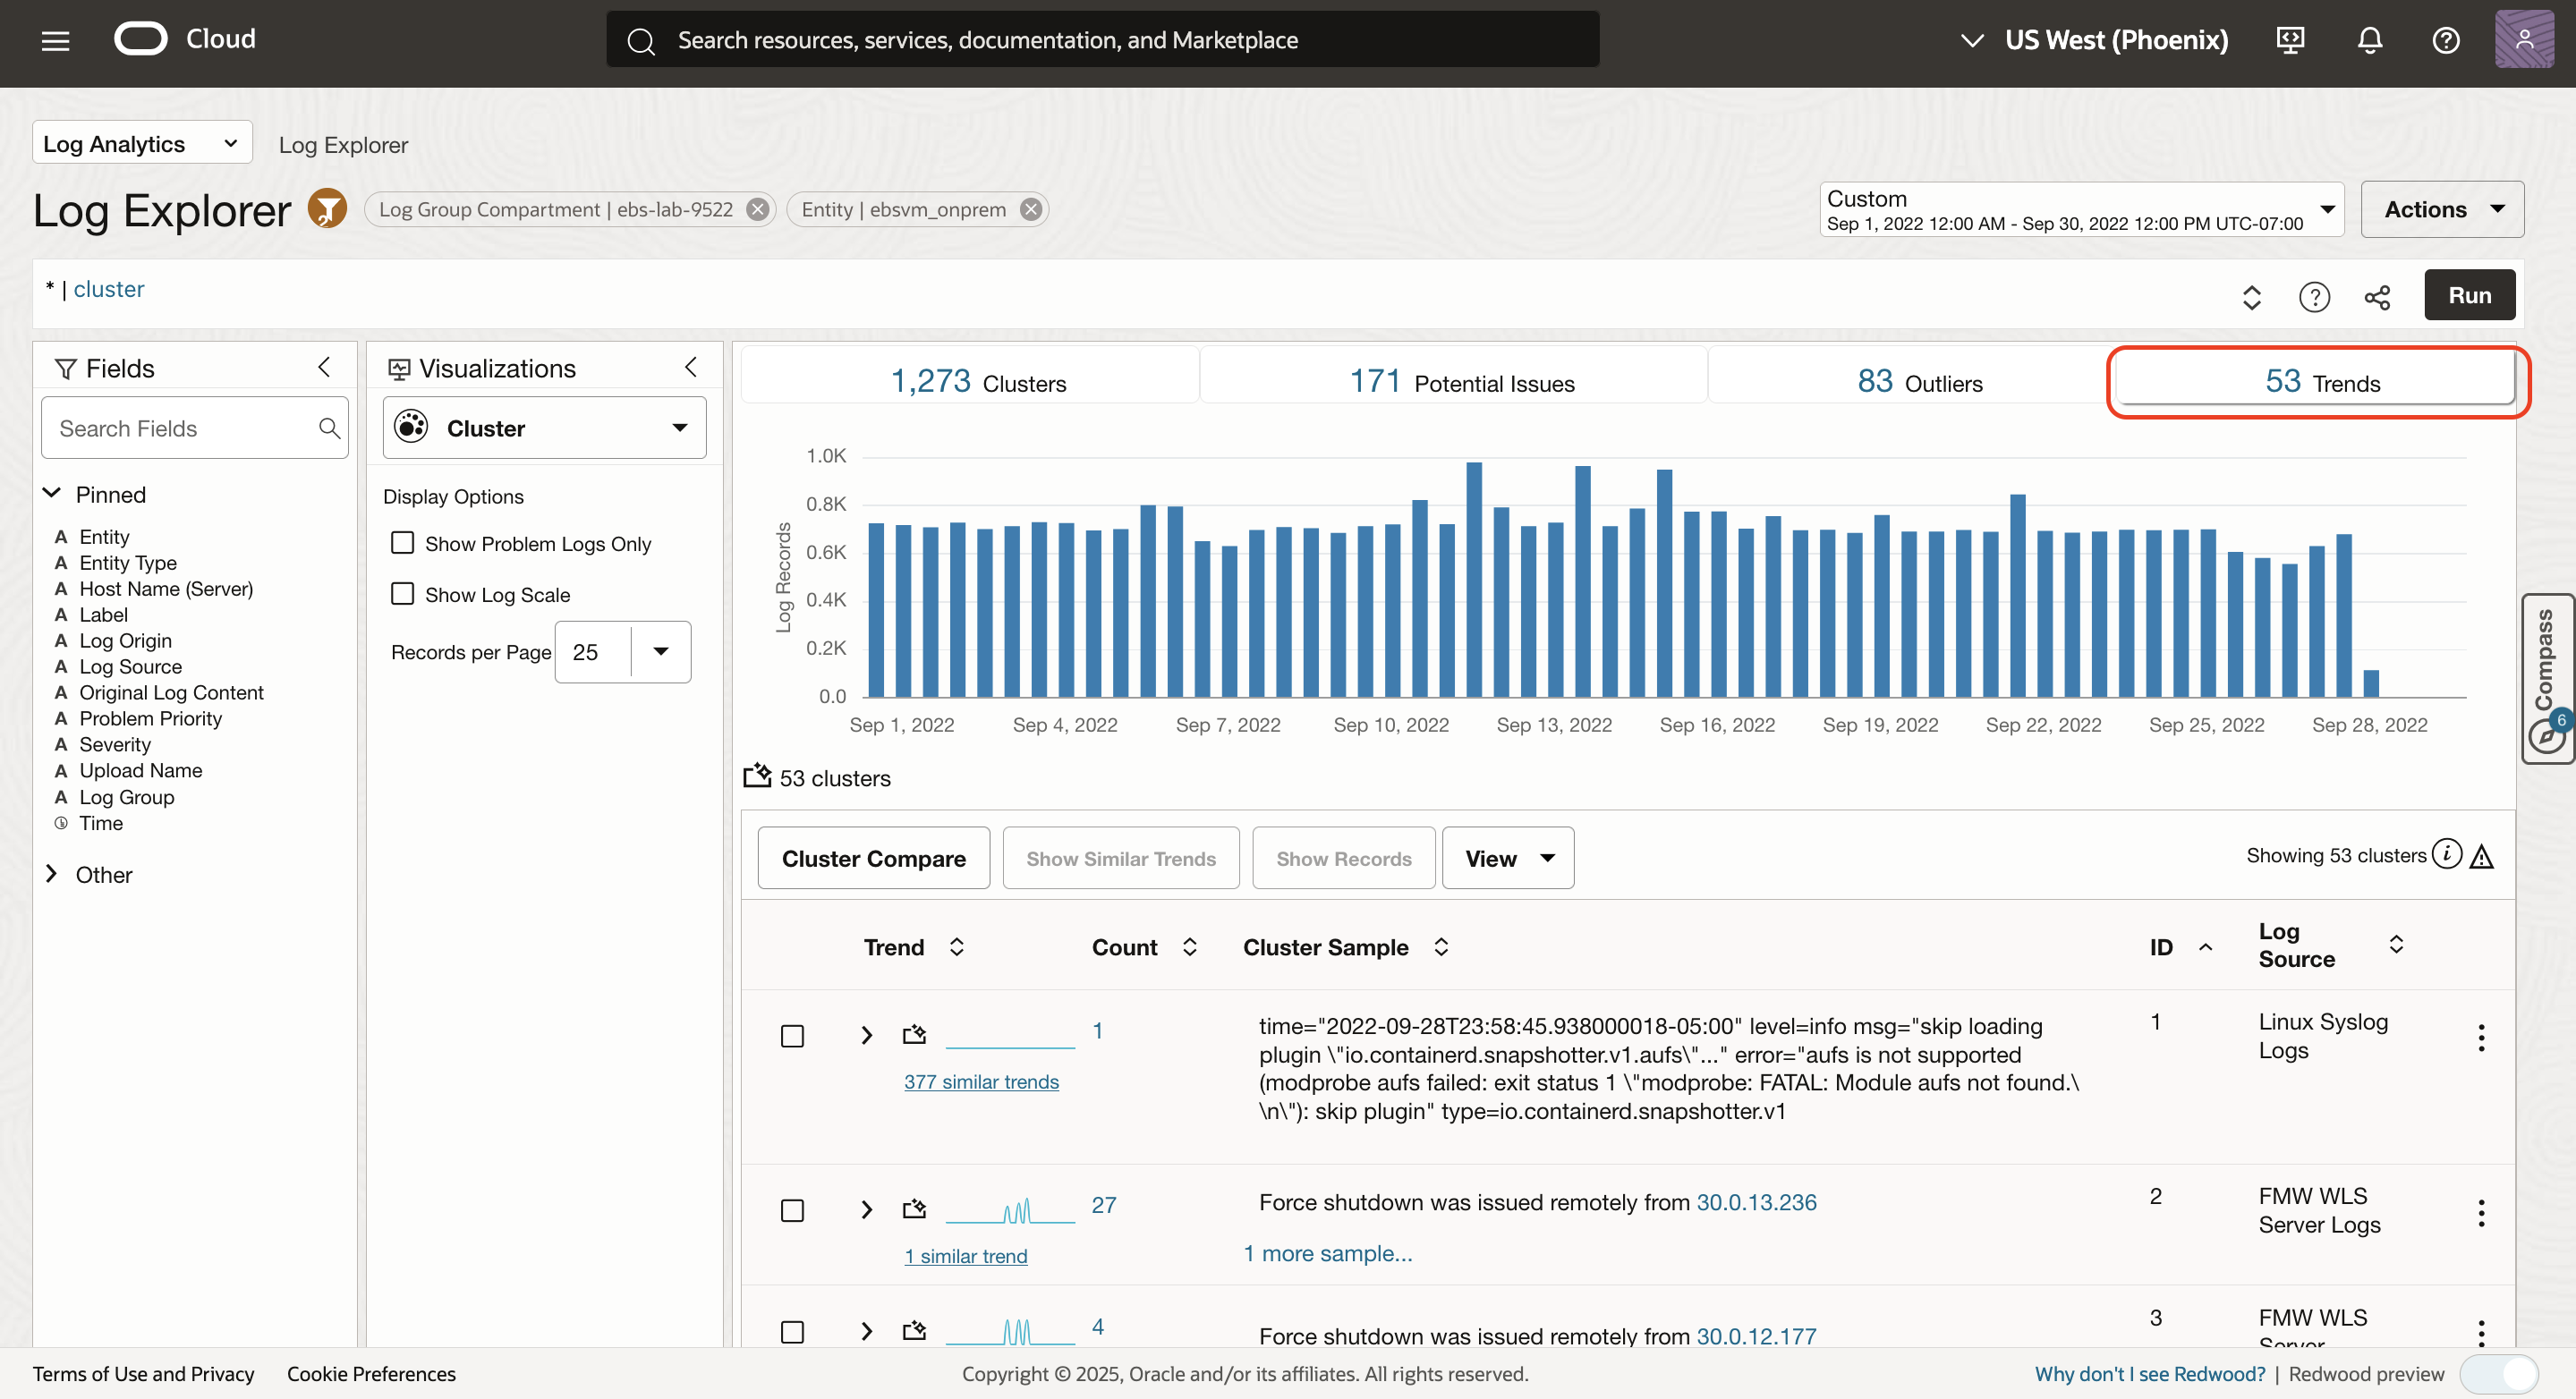 Cloud
Search resources, services, documentation, and Marketplace
US West (Phoenix)
Log Analytics
Log Explorer
Log Explorer
2
Log Group Compartment | ebs-lab-9522
Entity | ebsvm_onprem
Custom
Sep 1, 2022 12:00 AM - Sep 30, 2022 12:00 PM UTC-07:00
Actions
* | cluster
Run
Fields
Search Fields
Pinned
A Entity
A Entity Type
A Host Name (Server)
A Label
A Log Origin
A Log Source
A Original Log Content
A Problem Priority
A Severity
A Upload Name
A Log Group
Time
Other
Visualizations
Cluster
Display Options
Show Problem Logs Only
Show Log Scale
Records per Page 25
1,273 Clusters
171 Potential Issues
83 Outliers
53 Trends
Log Records
1.0K
0.8K
0.6K
0.4K
0.2K
0.0
Sep 1, 2022
Sep 4, 2022
Sep 7, 2022
Sep 10, 2022
Sep 13, 2022
Sep 16, 2022
Sep 19, 2022
Sep 22, 2022
Sep 25, 2022
Sep 28, 2022
Compass
6
53 clusters
Cluster Compare
Show Similar Trends
Show Records
View
Showing 53 clusters
Trend
Count
Cluster Sample
ID
Log
Source
377 similar trends
1
time="2022-09-28T23:58:45.938000018-05:00" level=info msg="skip loading
plugin \"io.containerd.snapshotter.v1.aufs\"..." error="aufs is not supported
(modprobe aufs failed: exit status 1 \"modprobe: FATAL: Module aufs not found.\
\n\"): skip plugin" type=io.containerd.snapshotter.v1
1
Linux Syslog
Logs
1 similar trend
27
Force shutdown was issued remotely from 30.0.13.236
1 more sample...
2
FMW WLS
Server Logs
4
Force shutdown was issued remotely from 30.0.12.177
3
FMW WLS
Server
Terms of Use and Privacy
Cookie Preferences
Copyright © 2025, Oracle and/or its affiliates. All rights reserved.
Why don't I see Redwood? | Redwood preview